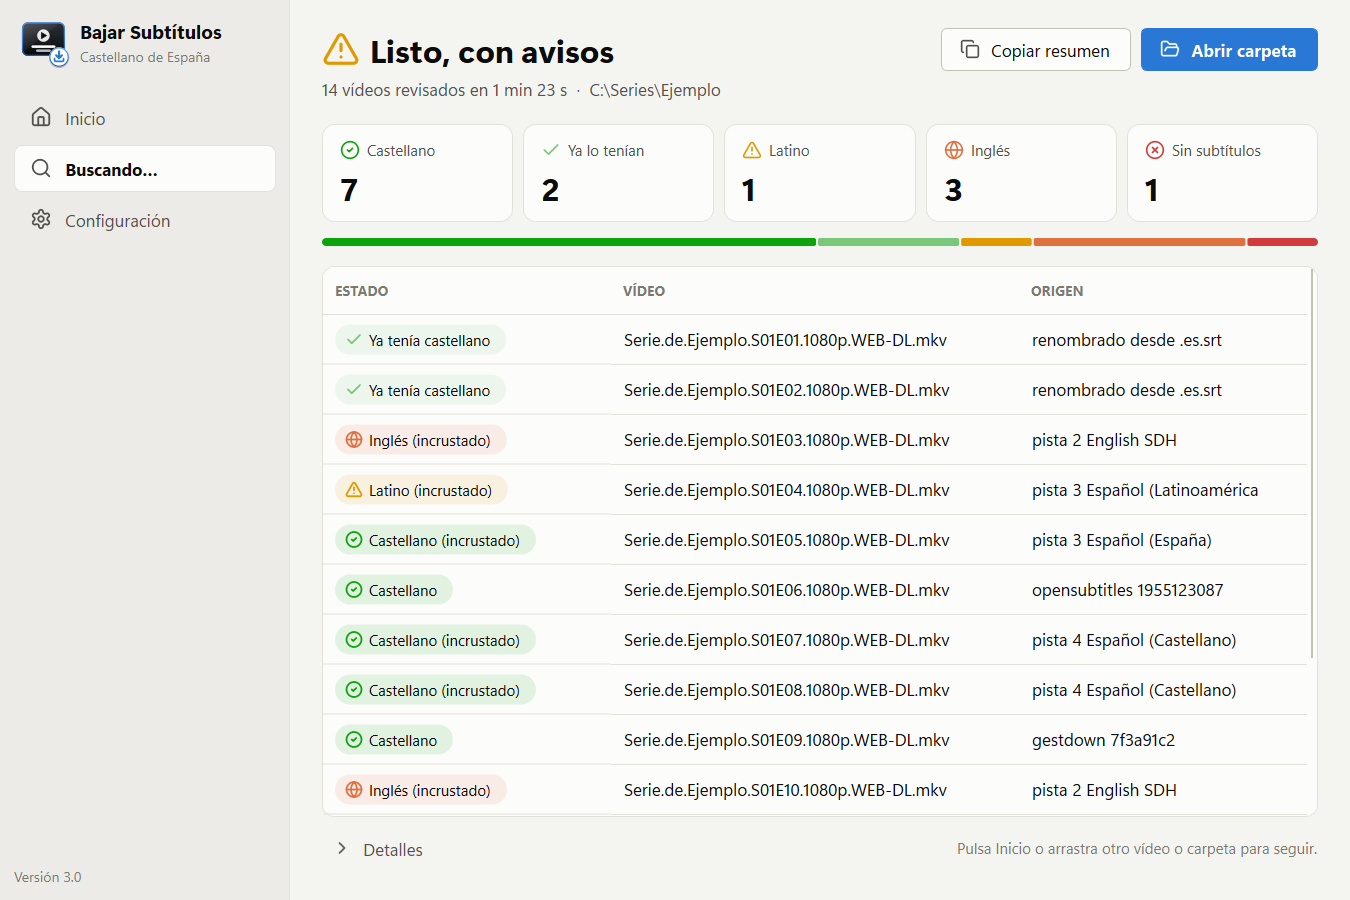 Bajar Subtítulos
Castellano de España
Inicio
Buscando...
Configuración
Versión 3.0
Listo, con avisos
14 vídeos revisados en 1 min 23 s · C:\Series\Ejemplo
Copiar resumen
Abrir carpeta
Castellano
7
Ya lo tenían
2
Latino
1
Inglés
3
Sin subtítulos
1
ESTADO VÍDEO ORIGEN
Ya tenía castellano Serie.de.Ejemplo.S01E01.1080p.WEB-DL.mkv renombrado desde .es.srt
Ya tenía castellano Serie.de.Ejemplo.S01E02.1080p.WEB-DL.mkv renombrado desde .es.srt
Inglés (incrustado) Serie.de.Ejemplo.S01E03.1080p.WEB-DL.mkv pista 2 English SDH
Latino (incrustado) Serie.de.Ejemplo.S01E04.1080p.WEB-DL.mkv pista 3 Español (Latinoamérica
Castellano (incrustado) Serie.de.Ejemplo.S01E05.1080p.WEB-DL.mkv pista 3 Español (España)
Castellano Serie.de.Ejemplo.S01E06.1080p.WEB-DL.mkv opensubtitles 1955123087
Castellano (incrustado) Serie.de.Ejemplo.S01E07.1080p.WEB-DL.mkv pista 4 Español (Castellano)
Castellano (incrustado) Serie.de.Ejemplo.S01E08.1080p.WEB-DL.mkv pista 4 Español (Castellano)
Castellano Serie.de.Ejemplo.S01E09.1080p.WEB-DL.mkv gestdown 7f3a91c2
Inglés (incrustado) Serie.de.Ejemplo.S01E10.1080p.WEB-DL.mkv pista 2 English SDH
Detalles
Pulsa Inicio o arrastra otro vídeo o carpeta para seguir.